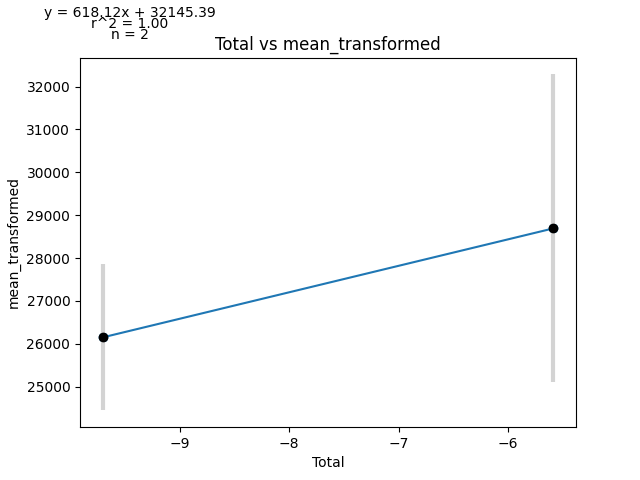 y = 618.12x + 32145.39
r^2 = 1.00
n = 2
Total vs mean_transformed
32000
31000
30000
29000
28000
27000
26000
25000
mean_transformed
−9
−8
−7
−6
Total